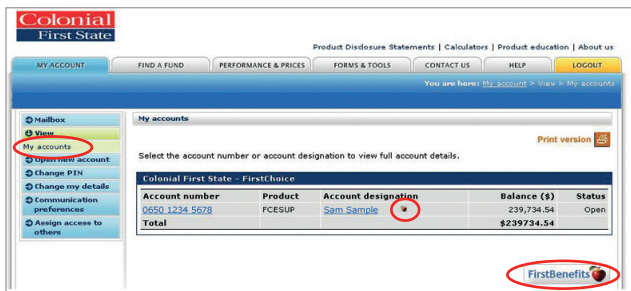 Colonial
First State
Product Disclosure Statements | Calculators | Product education | About us
MY ACCOUNT FIND A FUND PERFORMANCE & PRICES FORMS & TOOLS CONTACT US HELP LOGOUT
You are here: My account > View > My accounts
Mailbox
View
My accounts
Open new account
Change PIN
Change my details
Communication
preferences
Assign access to
others
My accounts
Print version
Select the account number or account designation to view full account details.
Colonial First State - FirstChoice
Account number Product Account designation Balance ($) Status
0650 1234 5678 FCESUP Sam Sample 239,734.54 Open
Total $239734.54
FirstBenefits